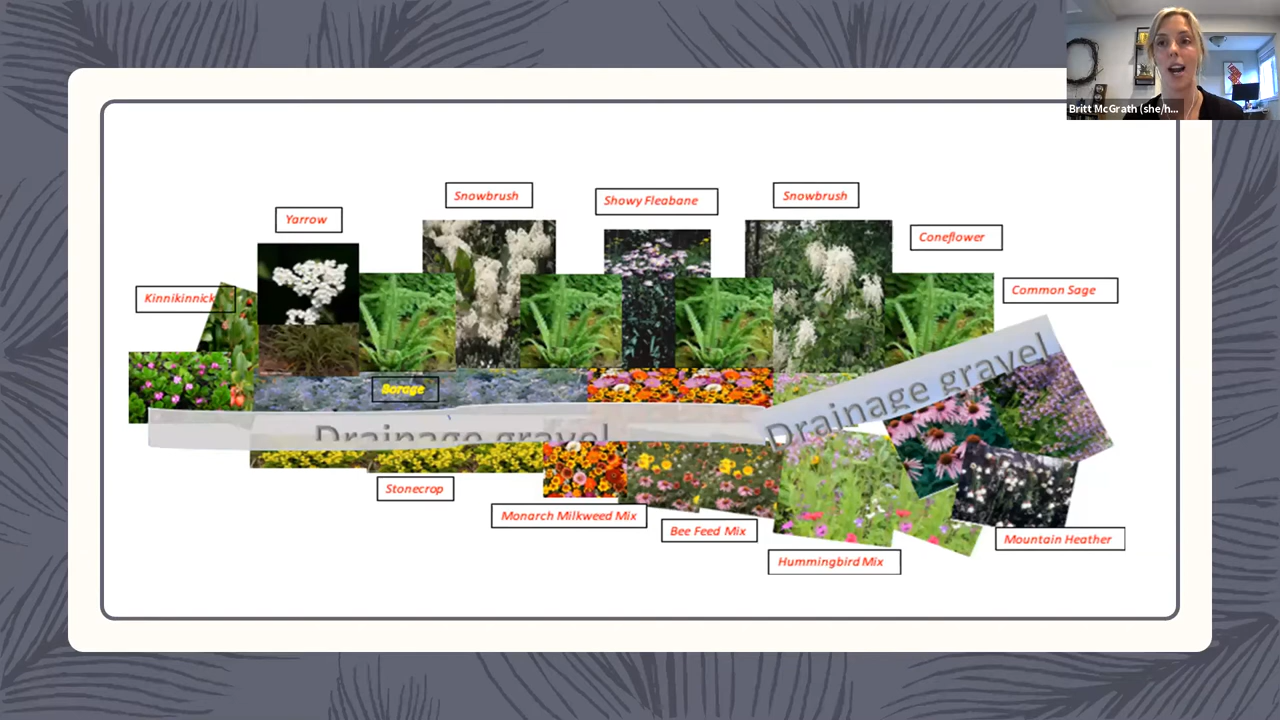 Britt McGrath (she/h...
Snowbrush
Showy Fleabane
Snowbrush
Yarrow
Coneflower
Kinnikinnick
Common Sage
Borage
Drainage gravel
Drainage gravel
Stonecrop
Monarch Milkweed Mix
Bee Feed Mix
Mountain Heather
Hummingbird Mix